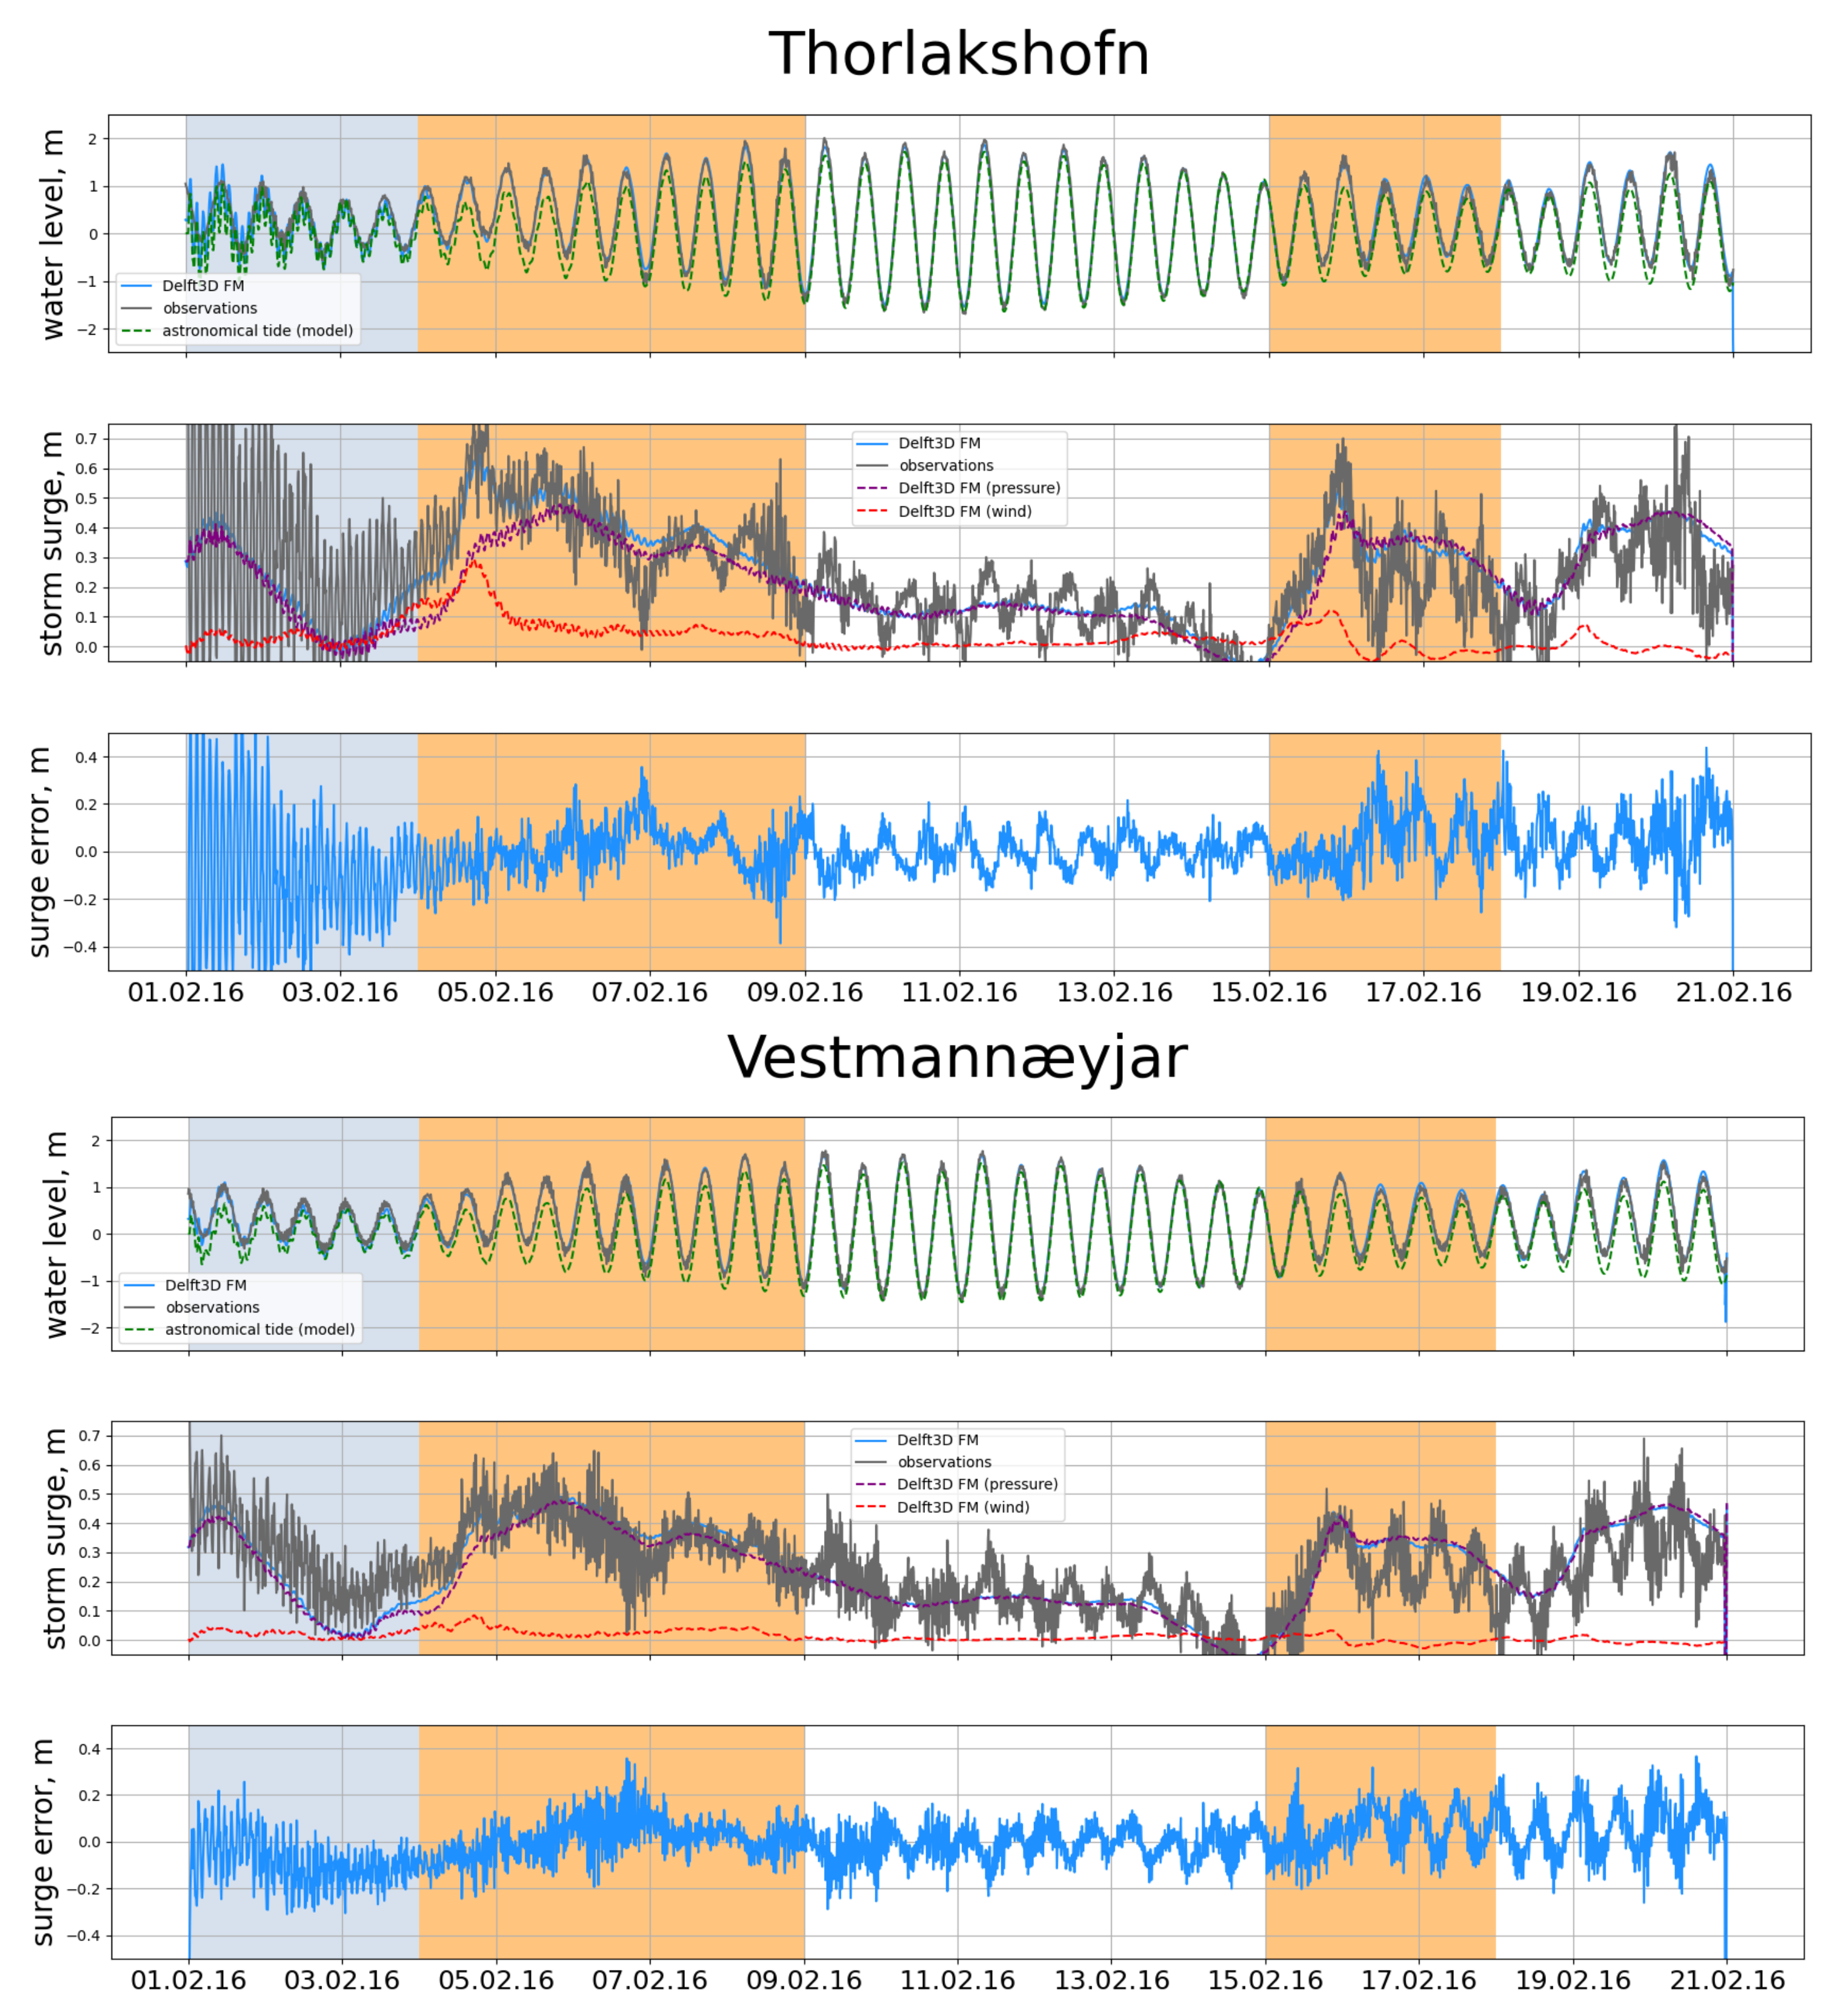 Thorlakshofn
water level, m
2
1
0
−1
−2
Delft3D FM
observations
astronomical tide (model)
storm surge, m
0.7
0.6
0.5
0.4
0.3
0.2
0.1
0.0
Delft3D FM
observations
Delft3D FM (pressure)
Delft3D FM (wind)
surge error, m
0.4
0.2
0.0
−0.2
−0.4
01.02.16 03.02.16 05.02.16 07.02.16 09.02.16 11.02.16 13.02.16 15.02.16 17.02.16 19.02.16 21.02.16
Vestmannæyjar
water level, m
2
1
0
−1
−2
Delft3D FM
observations
astronomical tide (model)
storm surge, m
0.7
0.6
0.5
0.4
0.3
0.2
0.1
0.0
Delft3D FM
observations
Delft3D FM (pressure)
Delft3D FM (wind)
surge error, m
0.4
0.2
0.0
−0.2
−0.4
01.02.16 03.02.16 05.02.16 07.02.16 09.02.16 11.02.16 13.02.16 15.02.16 17.02.16 19.02.16 21.02.16